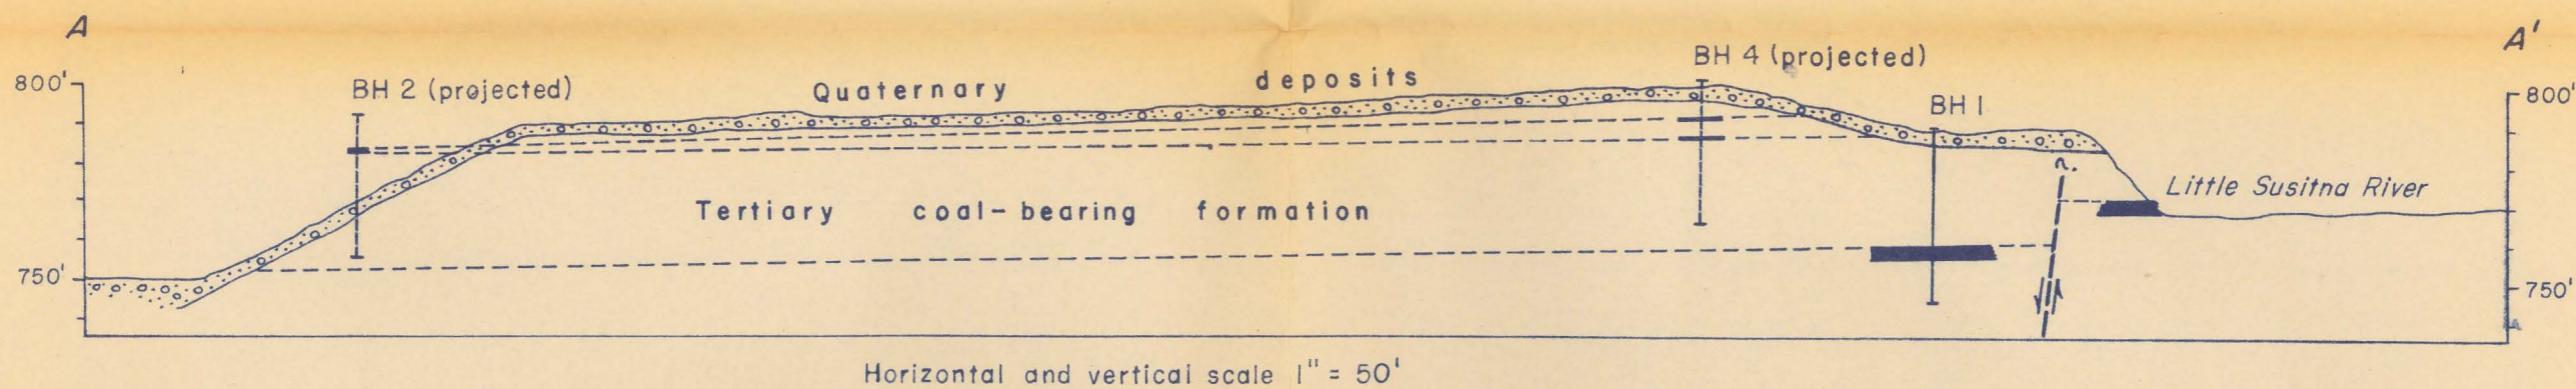 A
A'
BH 4 (projected)
800'
BH 2 (projected)
Quaternary deposits
800'
BH 1
?
Little Susitna River
Tertiary coal-bearing formation
750'
750'
Horizontal and vertical scale 1" = 50'